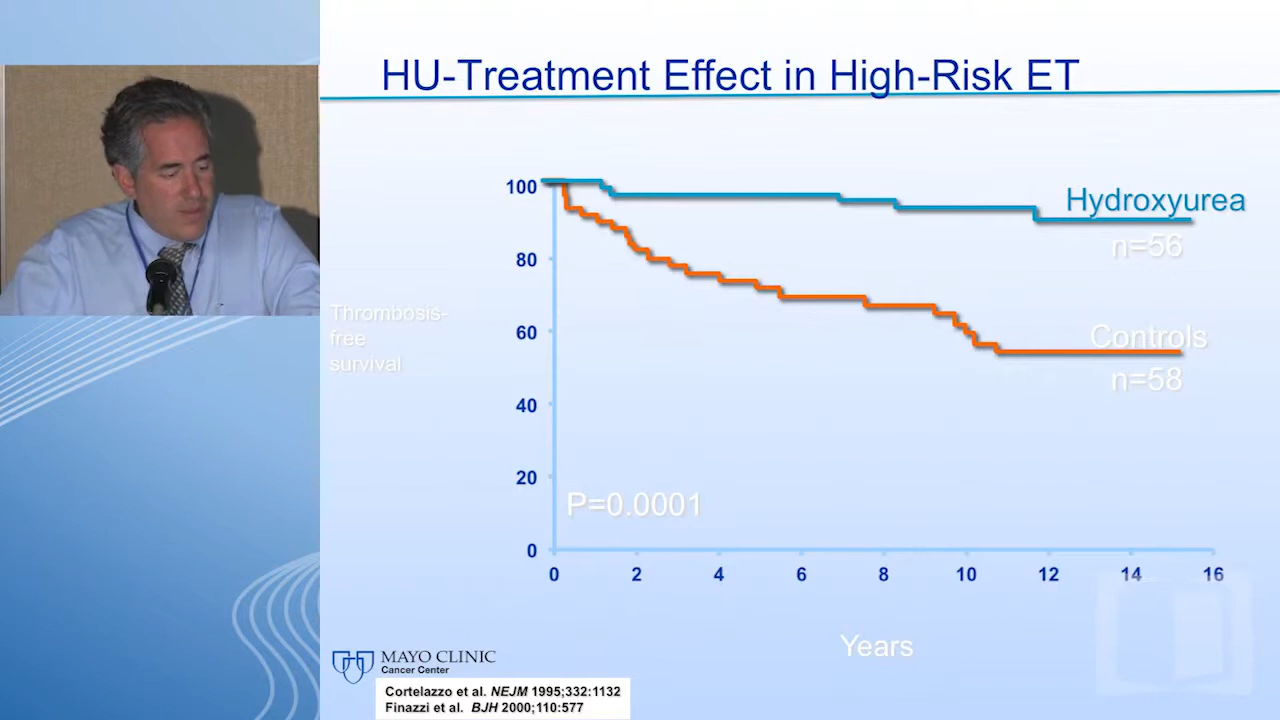 HU-Treatment Effect in High-Risk ET
100
80
60
40
20
0
Thrombosis-
free
survival
Hydroxyurea
n=56
Controls
n=58
P=0.0001
0 2 4 6 8 10 12 14 16
Years
MAYO CLINIC
Cancer Center
Cortelazzo et al. NEJM 1995;332:1132
Finazzi et al. BJH 2000;110:577